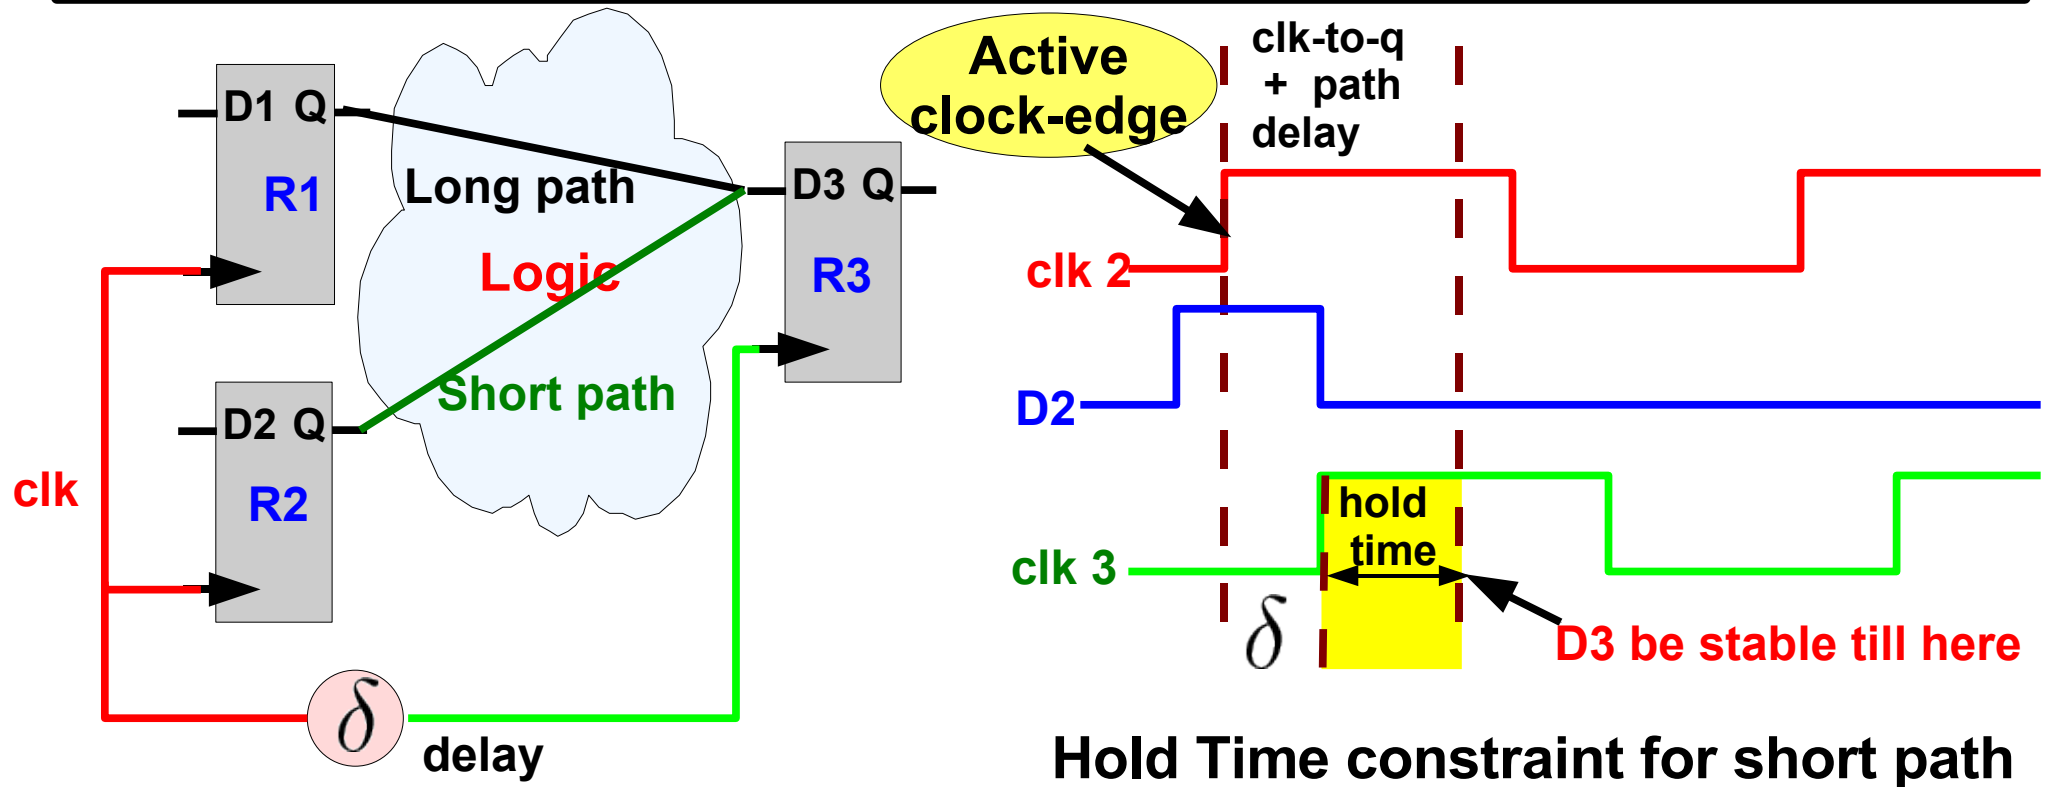 D1 Q
R1
Long path
Logic
Short path
D2 Q
R2
clk
δ
delay
D3 Q
R3
Active
clock-edge
clk-to-q
+ path
delay
clk 2
D2
clk 3
hold
time
δ
D3 be stable till here
Hold Time constraint for short path